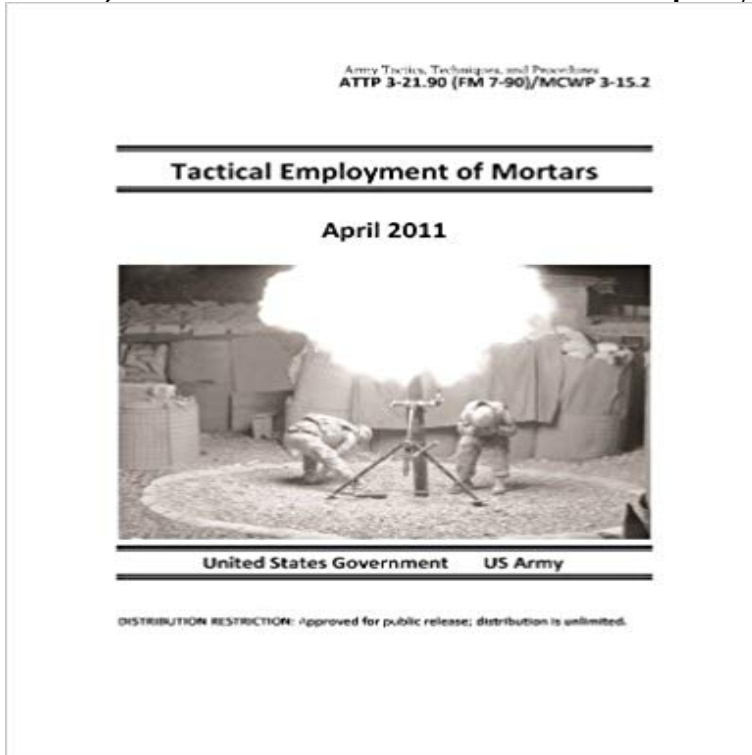 Army Tactics, Techniques, and Procedures
ATTP 3-21.90 (FM 7-90)/MCWP 3-15.2
Tactical Employment of Mortars
April 2011
United States Government US Army
DISTRIBUTION RESTRICTION: Approved for public release; distribution is unlimited.